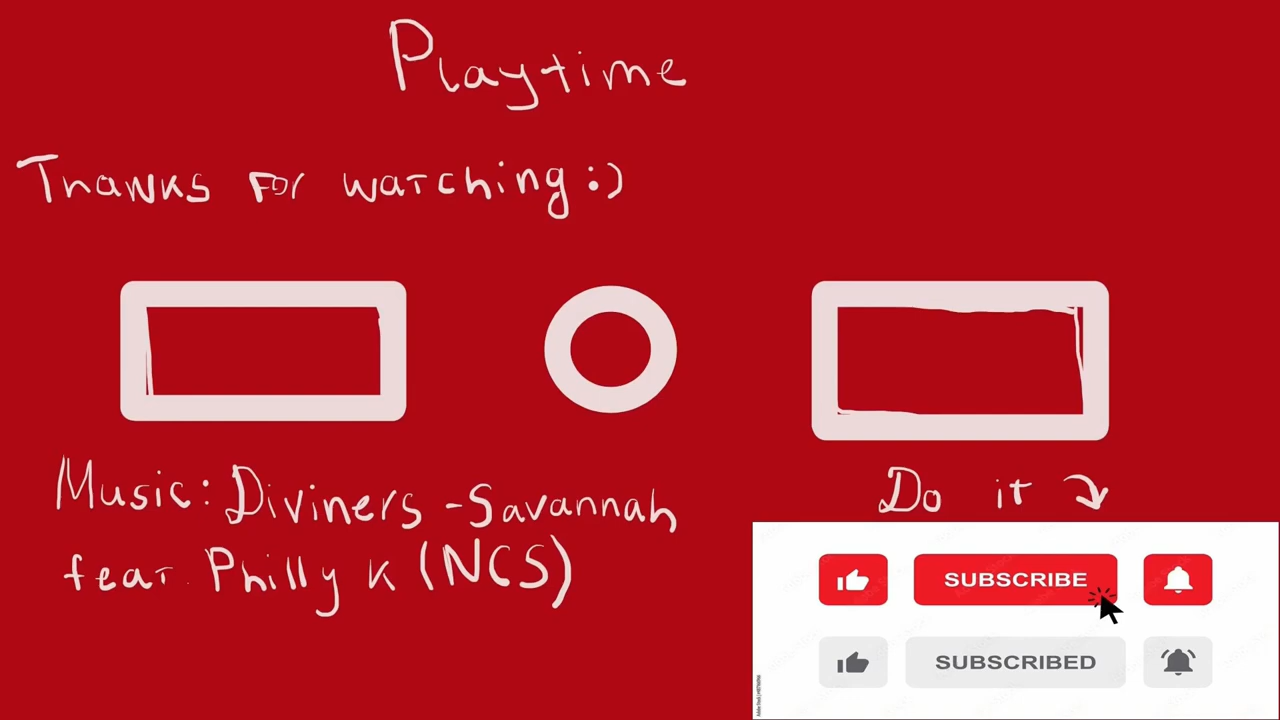 Playtime
Thanks for watching :)
Music: Diviners - Savannah
feat. Philly K (NCS)
Do it
SUBSCRIBE
SUBSCRIBED